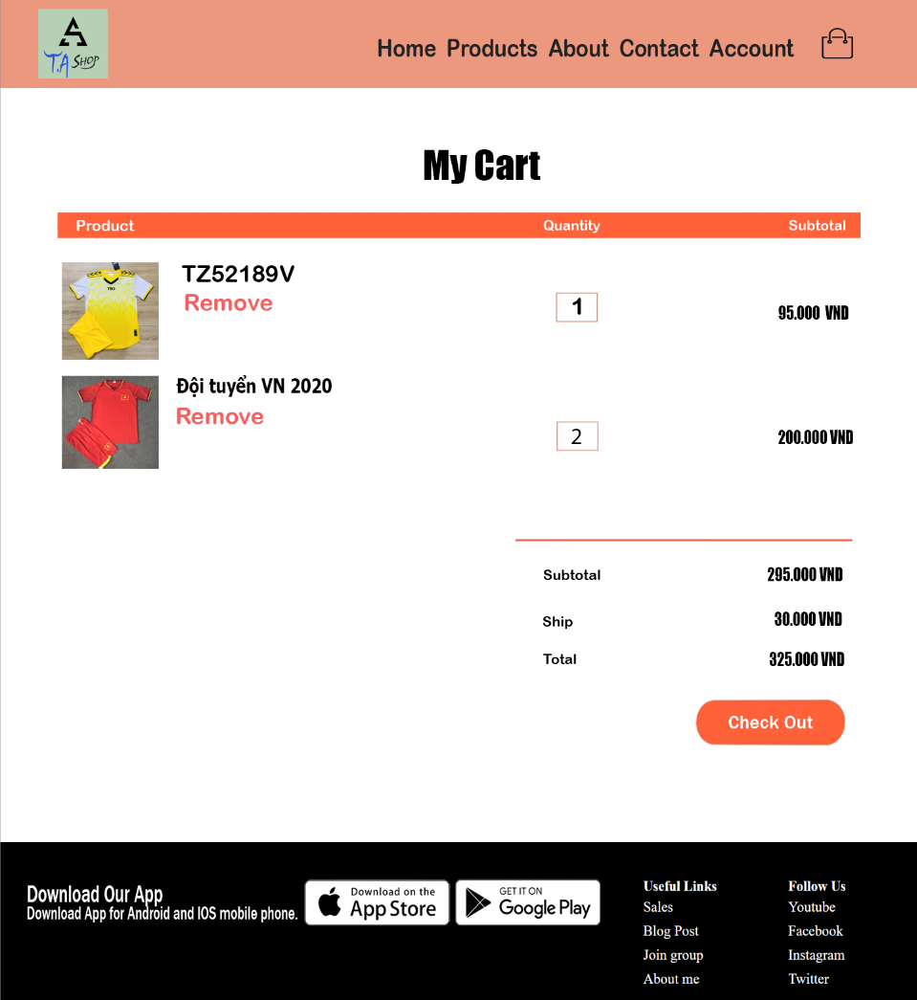 T.A SHOP
Home Products About Contact Account
My Cart
Product Quantity Subtotal
TZ52189V
Remove
1
95.000 VND
Đội tuyển VN 2020
Remove
2
200.000 VND
Subtotal 295.000 VND
Ship 30.000 VND
Total 325.000 VND
Check Out
Download Our App
Download App for Android and IOS mobile phone.
Download on the
App Store
GET IT ON
Google Play
Useful Links
Sales
Blog Post
Join group
About me
Follow Us
Youtube
Facebook
Instagram
Twitter